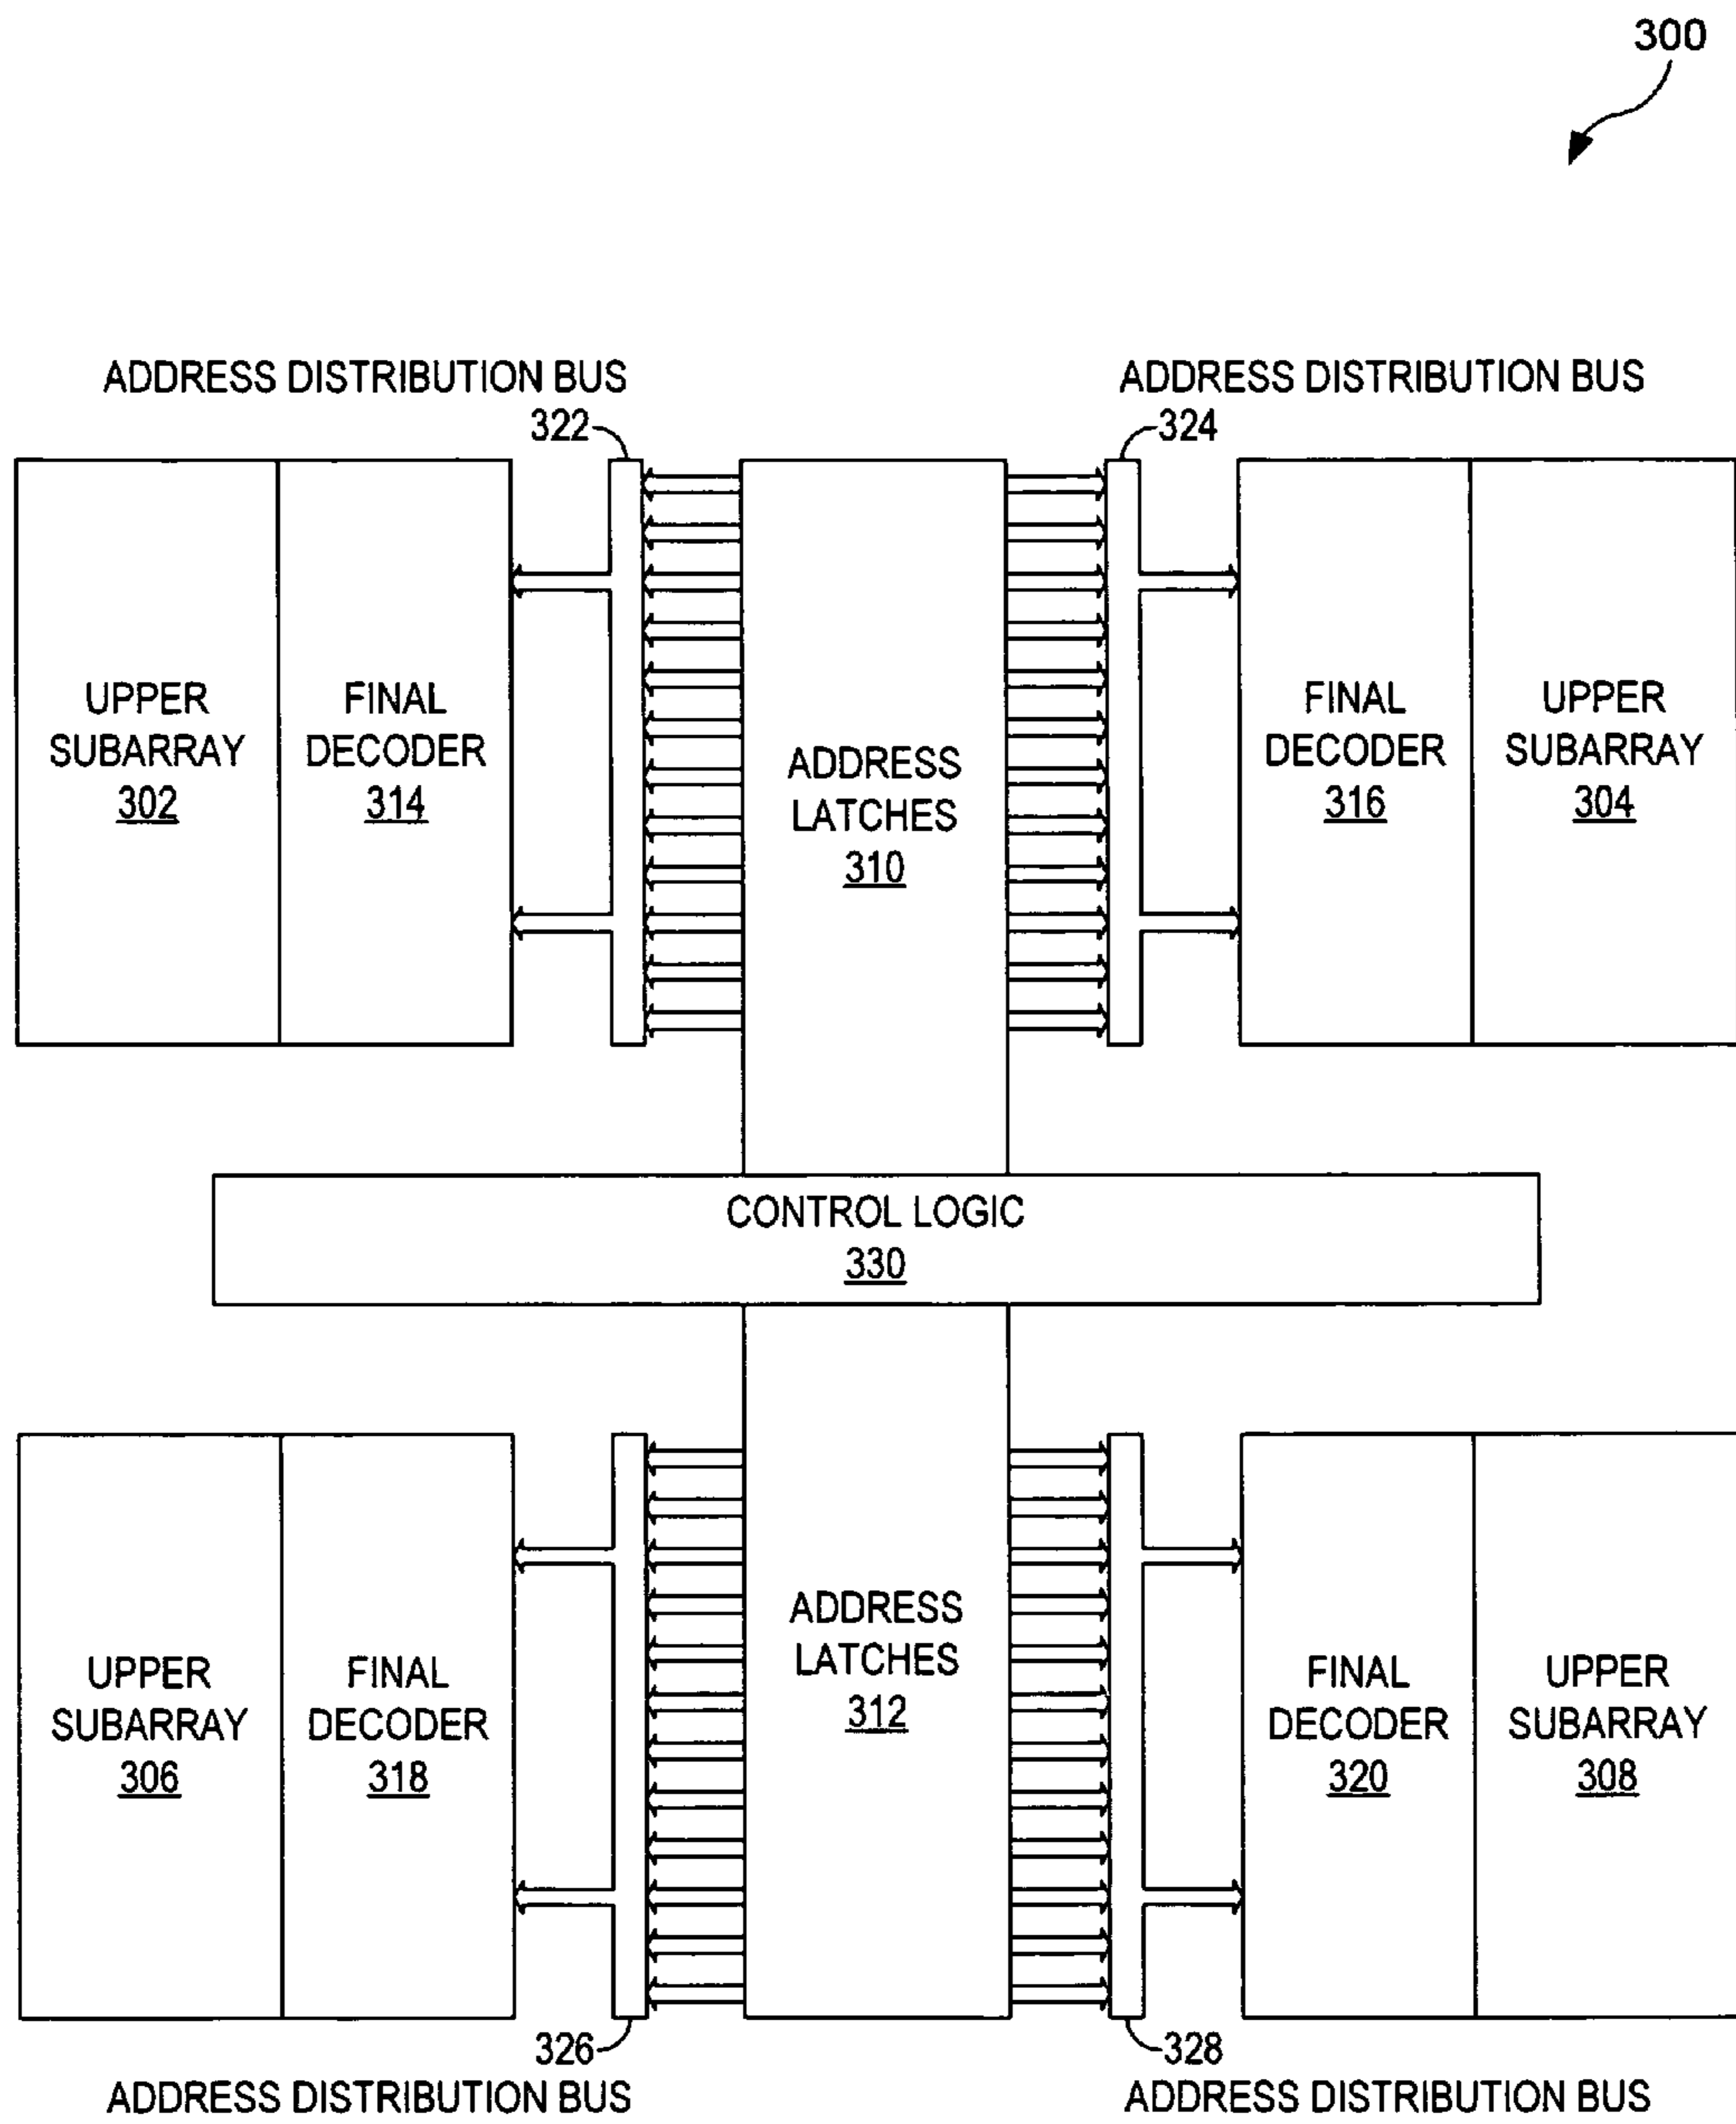 300
ADDRESS DISTRIBUTION BUS
322
ADDRESS DISTRIBUTION BUS
324
UPPER
SUBARRAY
302
FINAL
DECODER
314
ADDRESS
LATCHES
310
FINAL
DECODER
316
UPPER
SUBARRAY
304
CONTROL LOGIC
330
UPPER
SUBARRAY
306
FINAL
DECODER
318
ADDRESS
LATCHES
312
FINAL
DECODER
320
UPPER
SUBARRAY
308
326
ADDRESS DISTRIBUTION BUS
328
ADDRESS DISTRIBUTION BUS